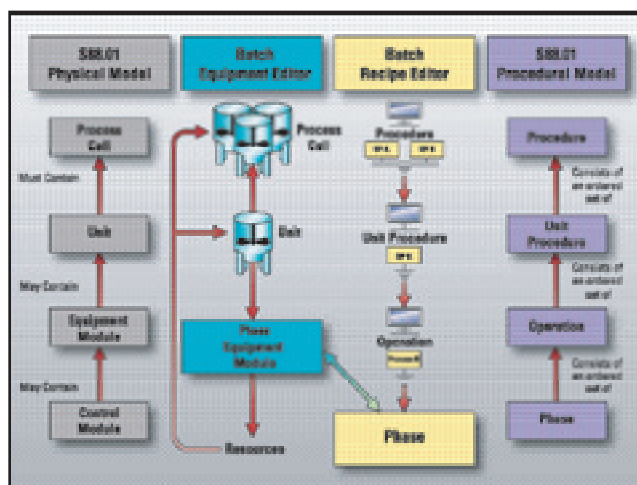 S88.01
Physical Model
Batch
Equipment Editor
Batch
Recipe Editor
S88.01
Procedural Model
Process
Cell
Must Contain
Unit
May Contain
Equipment
Module
May Contain
Control
Module
Process
Cell
Unit
Phase
Equipment
Module
Resources
Procedure
Unit Procedure
Operation
Phase
Procedure
Consists of
an ordered
set of
Unit
Procedure
Consists of
an ordered
set of
Operation
Consists of
an ordered
set of
Phase